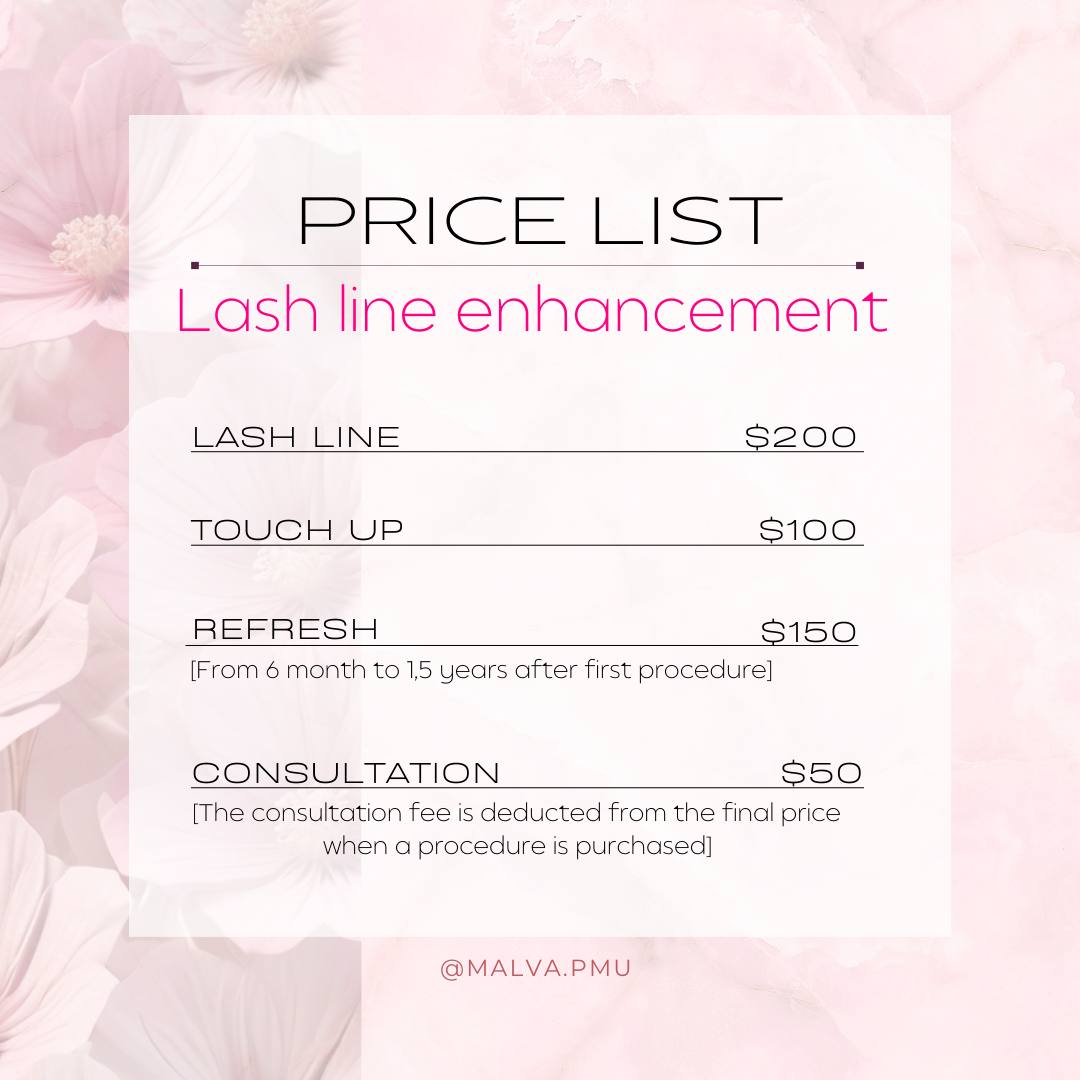 PRICE LIST
Lash line enhancement
LASH LINE $200
TOUCH UP $100
REFRESH $150
[From 6 month to 1,5 years after first procedure]
CONSULTATION $50
[The consultation fee is deducted from the final price
when a procedure is purchased]
@MALVA.PMU